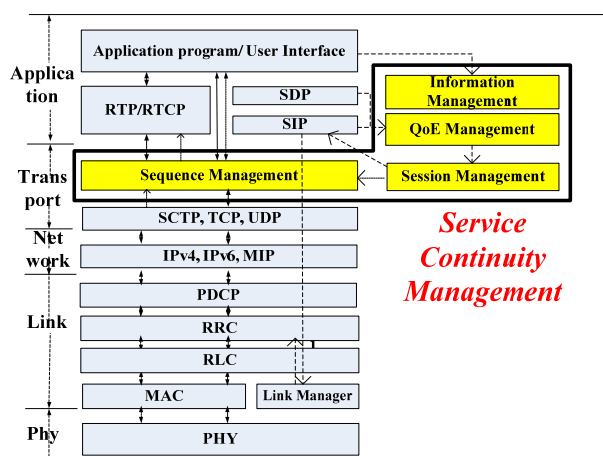 Application program/ User Interface
Applica
tion
RTP/RTCP
SDP
SIP
Information
Management
QoE Management
Session Management
Trans
port
Sequence Management
SCTP, TCP, UDP
Net
work
IPv4, IPv6, MIP
Service
Continuity
Management
PDCP
Link
RRC
1
RLC
MAC
Link Manager
Phy
PHY